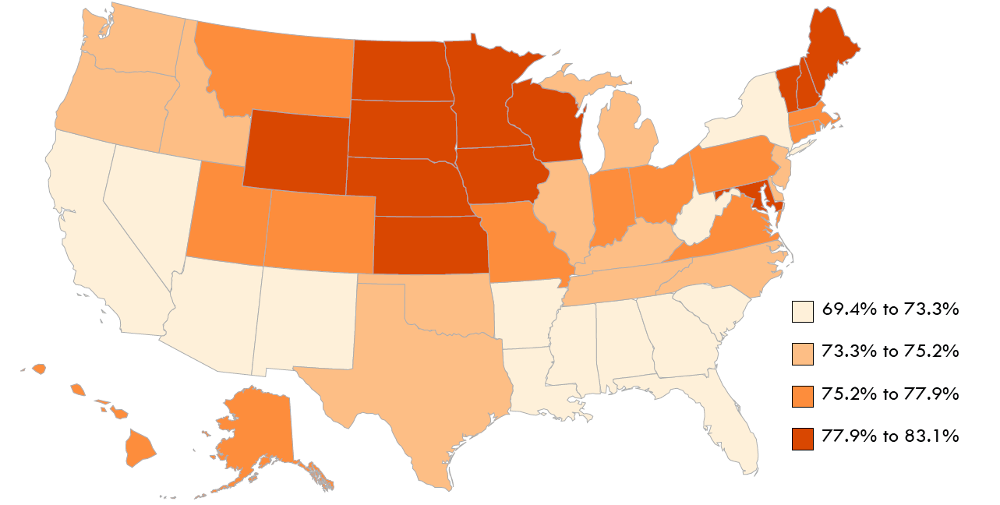 69.4% to 73.3%
73.3% to 75.2%
75.2% to 77.9%
77.9% to 83.1%